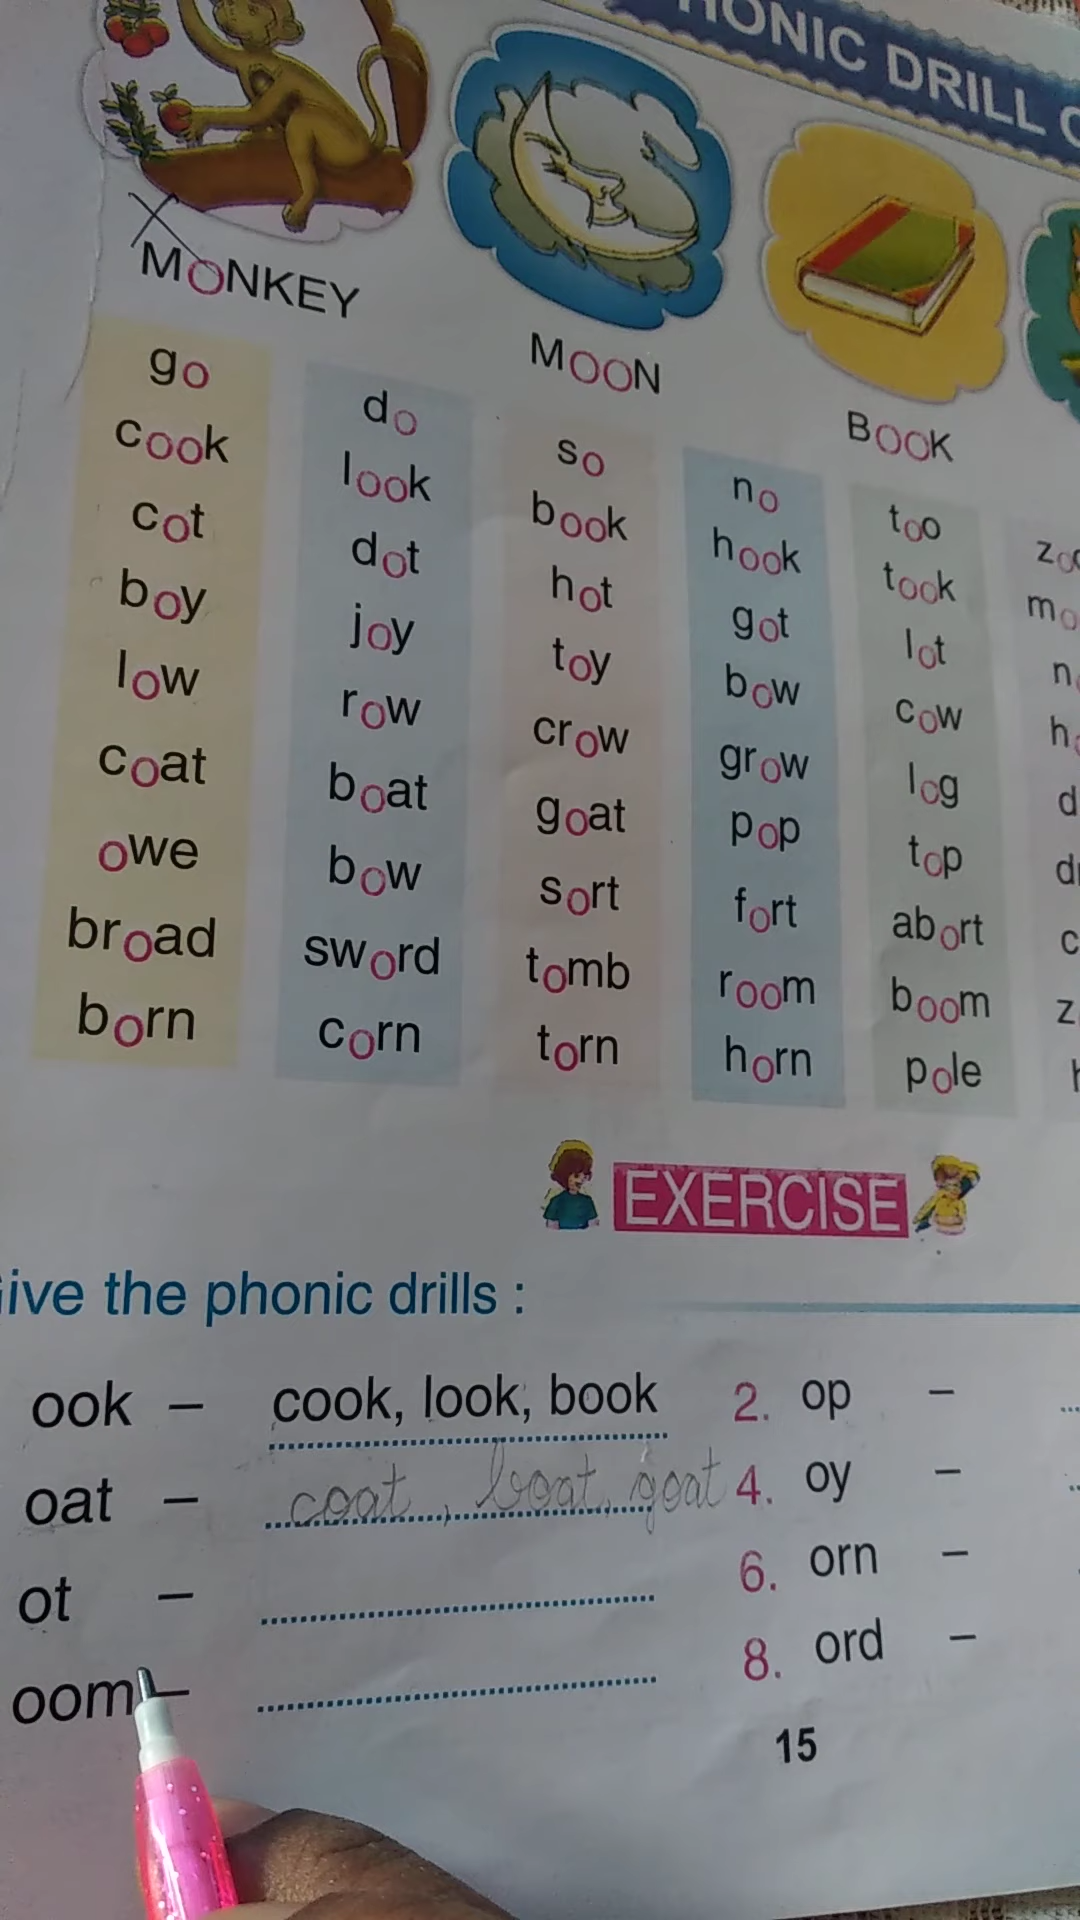 PHONIC DRILL
MONKEY
MOON
BOOK
go do so no too
cook look book hook took
cot dot hot got lot
boy joy toy bow cow
low row crow grow log
coat boat goat pop top
owe bow sort fort abort
broad sword tomb room boom
born corn torn horn pole
EXERCISE
Give the phonic drills :
ook – cook, look, book 2. op –
oat – coat, boat, goat 4. oy –
ot – 6. orn –
oom – 8. ord –
15